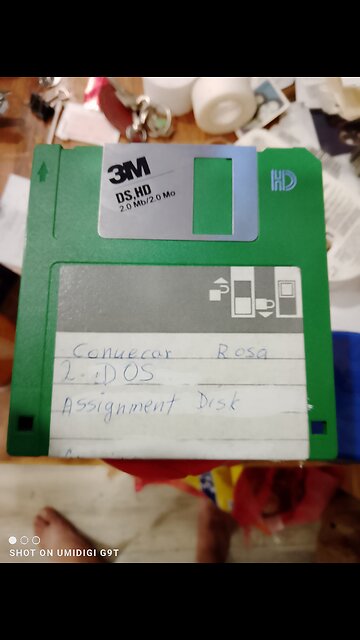 3M
DS,HD
2.0 Mb/2.0 Mo
HD
Conuecar Rosa
2. DOS
Assignment Disk
SHOT ON UMIDIGI G9T